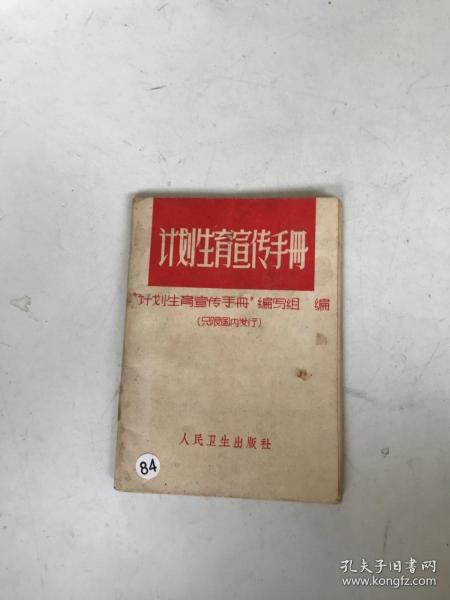 计划生育宣传手册
“计划生育宣传手册”编写组 编
(只限国内发行)
人民卫生出版社
84
孔夫子旧书网
www.kongfz.com